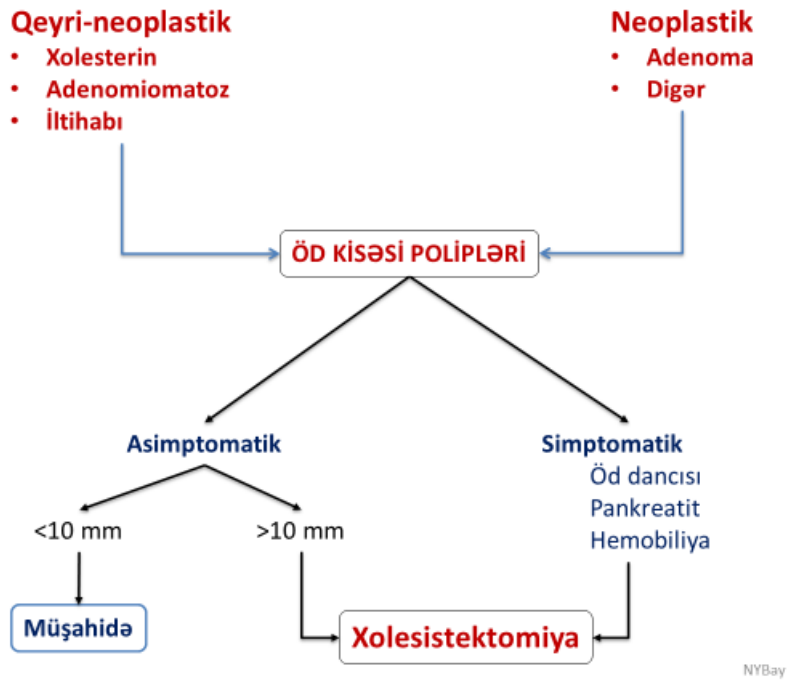 Qeyri-neoplastik
• Xolesterin
• Adenomiomatoz
• İltihabı
Neoplastik
• Adenoma
• Digər
ÖD KİSƏSİ POLİPLƏRİ
Asimptomatik
<10 mm
>10 mm
Müşahidə
Simptomatik
Öd dancısı
Pankreatit
Hemobiliya
Xolesistektomiya
NYBay